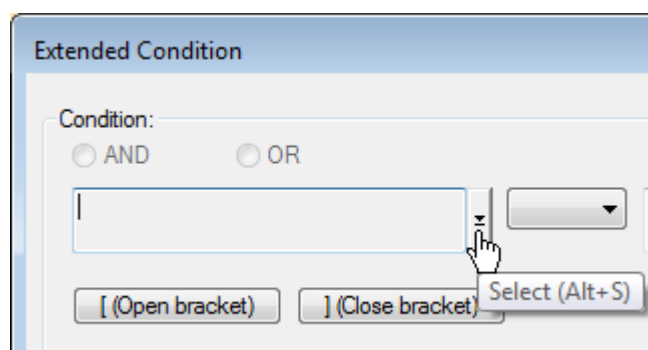 Extended Condition
Condition:
AND OR
[ (Open bracket) ] (Close bracket)
Select (Alt+S)